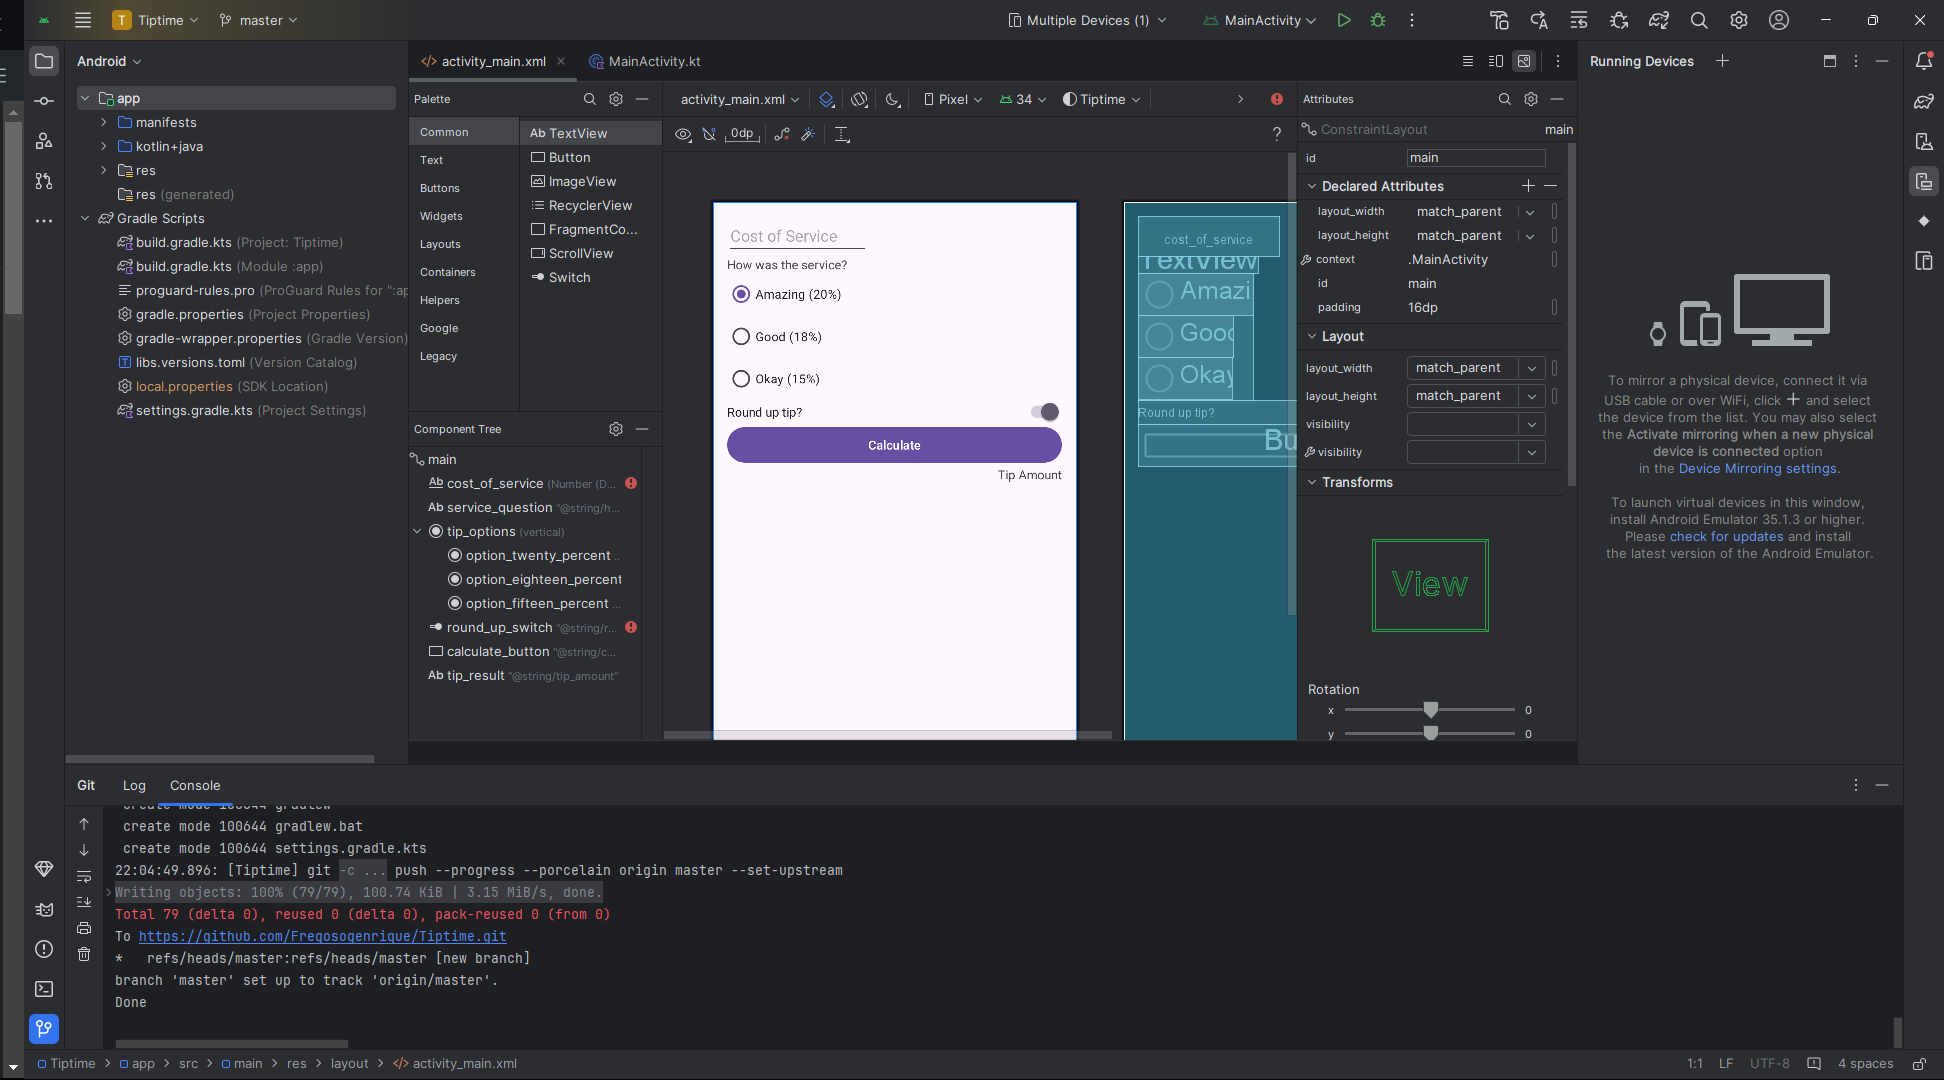 T Tiptime
master
Multiple Devices (1)
MainActivity
Android
activity_main.xml
MainActivity.kt
Running Devices
app
manifests
kotlin+java
res
res (generated)
Gradle Scripts
build.gradle.kts (Project: Tiptime)
build.gradle.kts (Module :app)
proguard-rules.pro (ProGuard Rules for ":ap
gradle.properties (Project Properties)
gradle-wrapper.properties (Gradle Version)
libs.versions.toml (Version Catalog)
local.properties (SDK Location)
settings.gradle.kts (Project Settings)
Palette
Common
Text
Buttons
Widgets
Layouts
Containers
Helpers
Google
Legacy
Ab TextView
Button
ImageView
RecyclerView
FragmentCo...
ScrollView
Switch
Component Tree
main
Ab cost_of_service (Number (D...
Ab service_question "@string/h...
tip_options (vertical)
option_twenty_percent ..
option_eighteen_percent
option_fifteen_percent ...
round_up_switch "@string/r...
calculate_button "@string/c...
Ab tip_result "@string/tip_amount"
activity_main.xml
Pixel
34
Tiptime
0dp
?
Cost of Service
How was the service?
Amazing (20%)
Good (18%)
Okay (15%)
Round up tip?
Calculate
Tip Amount
cost_of_service
TextView
Amazi
Good
Okay
Round up tip?
Bu
Attributes
ConstraintLayout main
id main
Declared Attributes
layout_width match_parent
layout_height match_parent
context .MainActivity
id main
padding 16dp
Layout
layout_width match_parent
layout_height match_parent
visibility
visibility
Transforms
View
Rotation
x 0
y 0
To mirror a physical device, connect it via
USB cable or over WiFi, click + and select
the device from the list. You may also select
the Activate mirroring when a new physical
device is connected option
in the Device Mirroring settings.
To launch virtual devices in this window,
install Android Emulator 35.1.3 or higher.
Please check for updates and install
the latest version of the Android Emulator.
Git
Log
Console
create mode 100644 gradlew
create mode 100644 gradlew.bat
create mode 100644 settings.gradle.kts
22:04:49.896: [Tiptime] git -c ... push --progress --porcelain origin master --set-upstream
Writing objects: 100% (79/79), 100.74 KiB | 3.15 MiB/s, done.
Total 79 (delta 0), reused 0 (delta 0), pack-reused 0 (from 0)
To https://github.com/Fregosogenrique/Tiptime.git
*   refs/heads/master:refs/heads/master [new branch]
branch 'master' set up to track 'origin/master'.
Done
Tiptime > app > src > main > res > layout > activity_main.xml
1:1 LF UTF-8 4 spaces